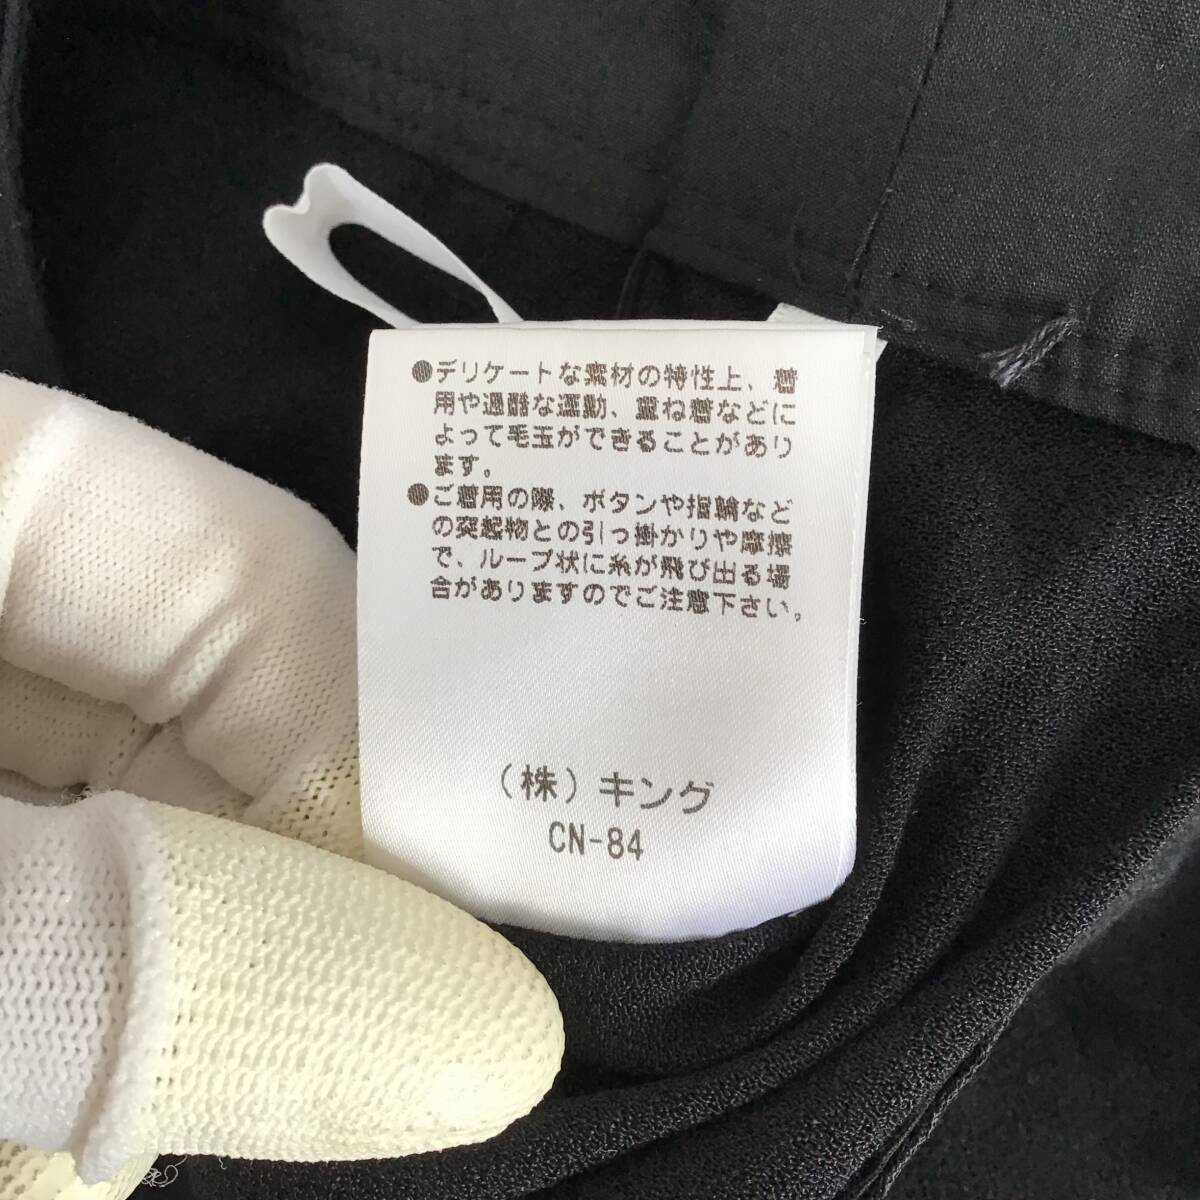 ●デリケートな素材の特性上、着
用や過酷な運動、重ね着などに
よって毛玉ができることがあり
ます。
●ご着用の際、ボタンや指輪など
の突起物との引っ掛かりや摩擦
で、ループ状に糸が飛び出る場
合がありますのでご注意下さい。
（株）キング
CN-84